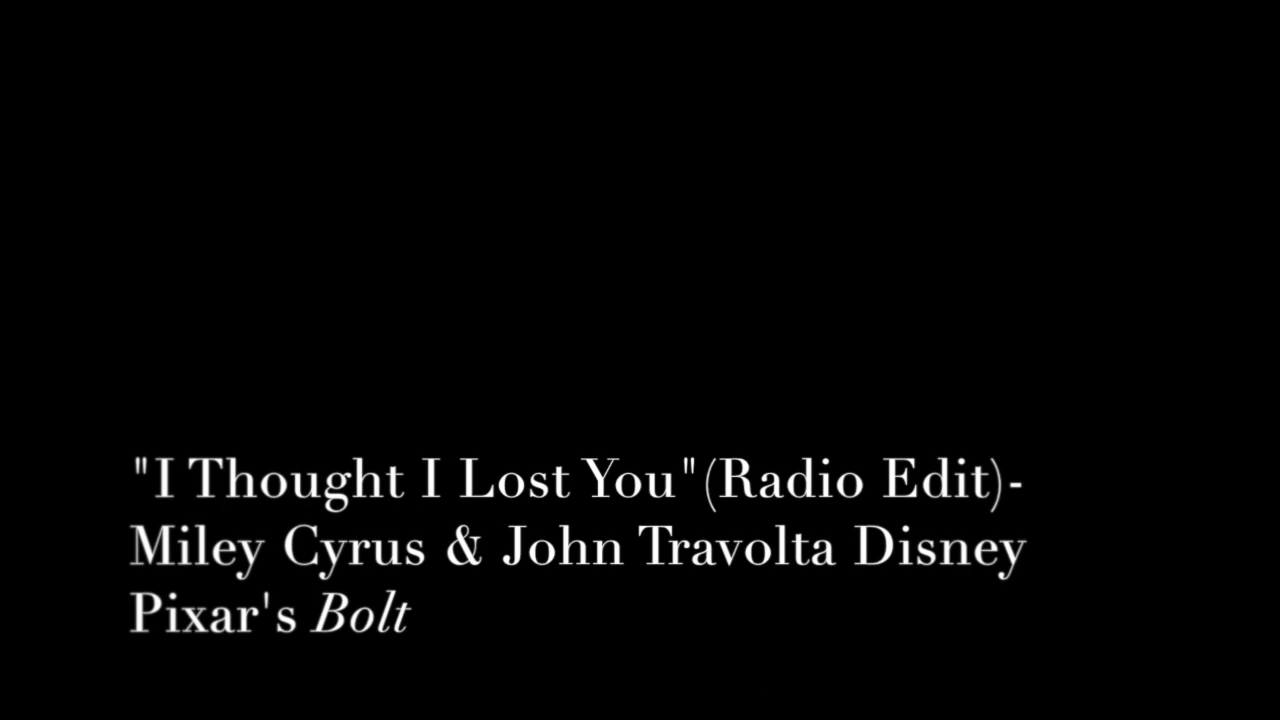 "I Thought I Lost You"(Radio Edit)-
Miley Cyrus & John Travolta Disney
Pixar's Bolt